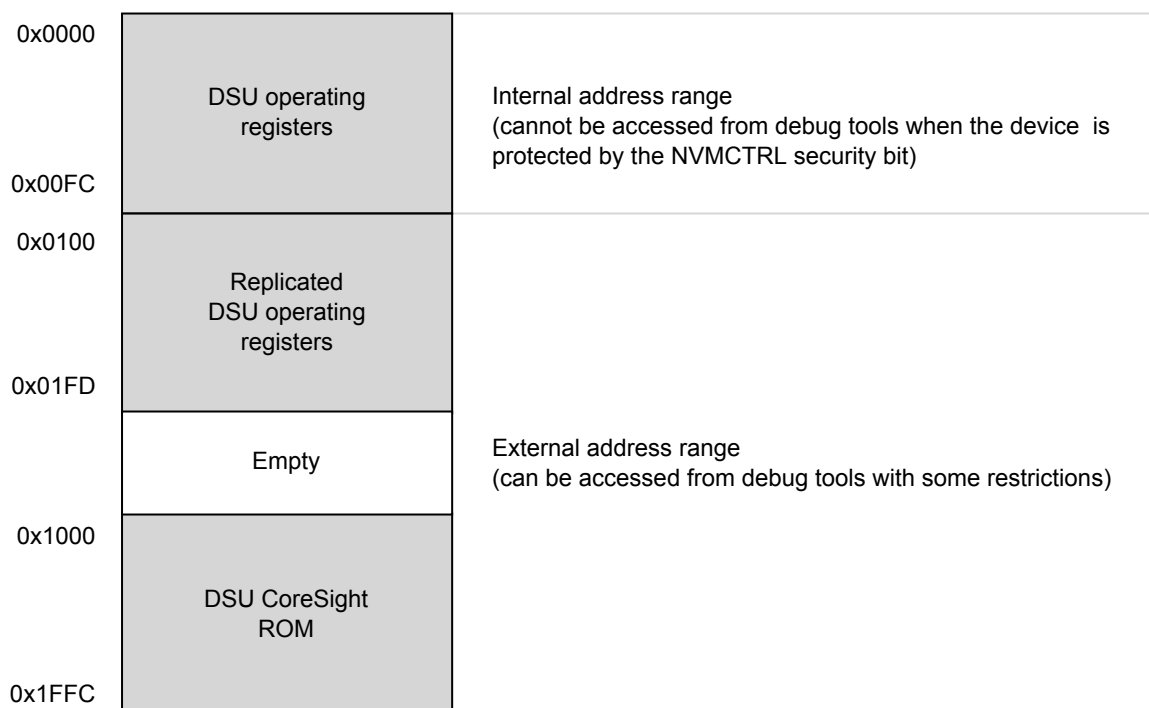 0x0000
DSU operating
registers
Internal address range
(cannot be accessed from debug tools when the device is
protected by the NVMCTRL security bit)
0x00FC
0x0100
Replicated
DSU operating
registers
0x01FD
Empty
External address range
(can be accessed from debug tools with some restrictions)
0x1000
DSU CoreSight
ROM
0x1FFC